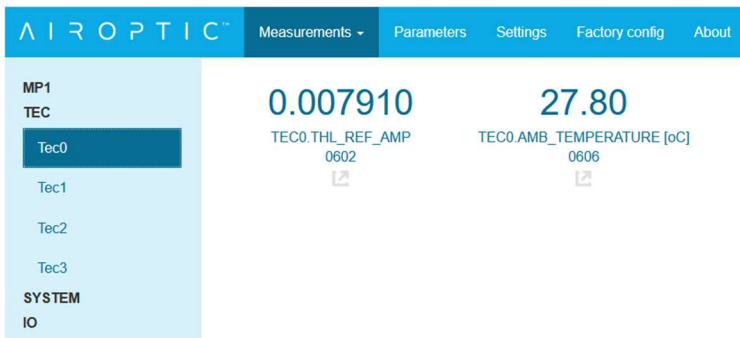 AIROPTIC™ Measurements Parameters Settings Factory config About
MP1
TEC
Tec0
Tec1
Tec2
Tec3
SYSTEM
IO
0.007910
TEC0.THL_REF_AMP
0602
27.80
TEC0.AMB_TEMPERATURE [oC]
0606